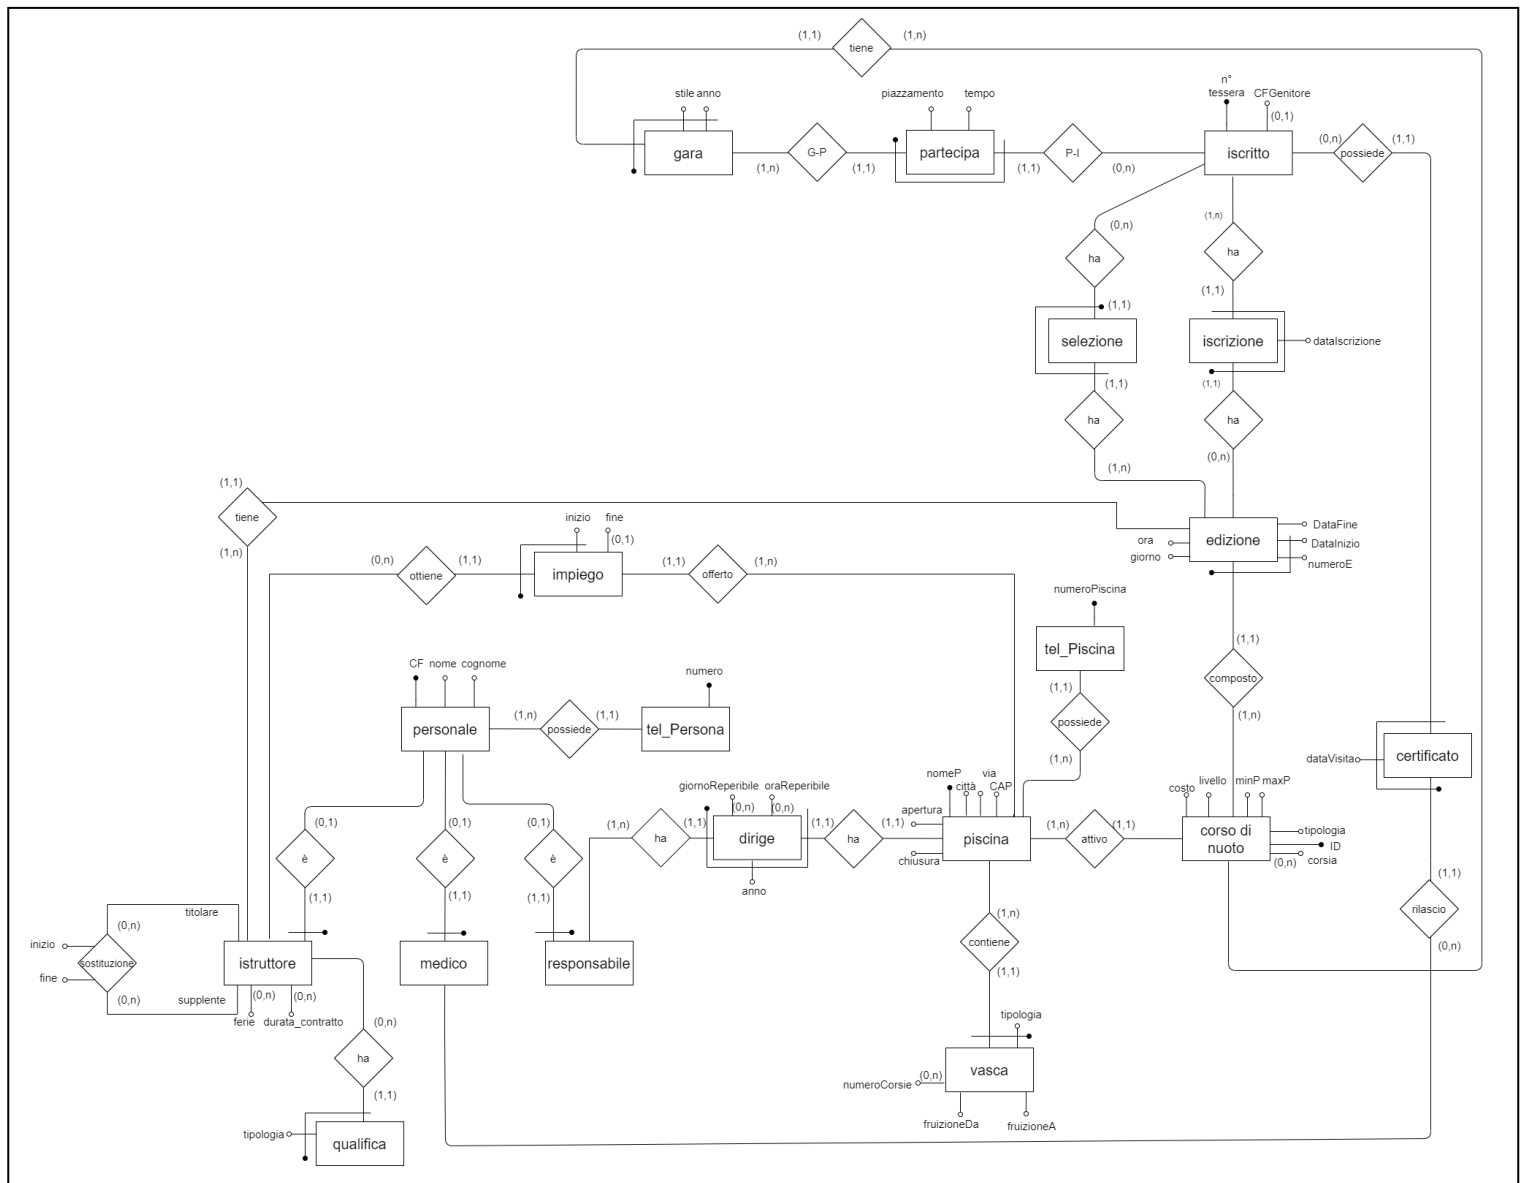 (1,1)
tiene
(1,n)
stile anno
piazzamento
tempo
n°
tessera
CFGenitore
(0,1)
gara
G-P
partecipa
P-I
iscritto
(0,n)
possiede
(1,1)
(1,n)
(1,1)
(1,1)
(0,n)
(0,n)
(1,n)
ha
ha
(1,1)
(1,1)
selezione
iscrizione
dataIscrizione
(1,1)
(1,1)
ha
ha
(0,n)
(1,n)
(1,1)
tiene
(1,n)
inizio
fine
(0,1)
DataFine
ora
edizione
DataInizio
giorno
numeroE
(0,n)
ottiene
(1,1)
impiego
(1,1)
offerto
(1,n)
numeroPiscina
tel_Piscina
(1,1)
composto
(1,n)
CF nome cognome
numero
(1,1)
possiede
(1,n)
personale
(1,n)
possiede
(1,1)
tel_Persona
dataVisita
certificato
nomeP
via
città
CAP
giorno​Reperibile
oraReperibile
(0,n)
(0,n)
costo
livello
minP
maxP
apertura
(0,1)
(0,1)
(0,1)
(1,n)
ha
(1,1)
dirige
(1,1)
ha
(1,1)
piscina
(1,n)
attivo
(1,1)
corso di
nuoto
tipologia
ID
(0,n)
corsia
chiusura
è
è
è
anno
(1,1)
(1,1)
(1,1)
(1,1)
rilascio
(0,n)
titolare
(0,n)
inizio
sostituzione
fine
(0,n)
supplente
istruttore
medico
responsabile
(1,n)
contiene
(1,1)
(0,n)
(0,n)
ferie
durata_contratto
(0,n)
ha
(1,1)
tipologia
vasca
numeroCorsie
(0,n)
fruizioneDa
fruizioneA
tipologia
qualifica